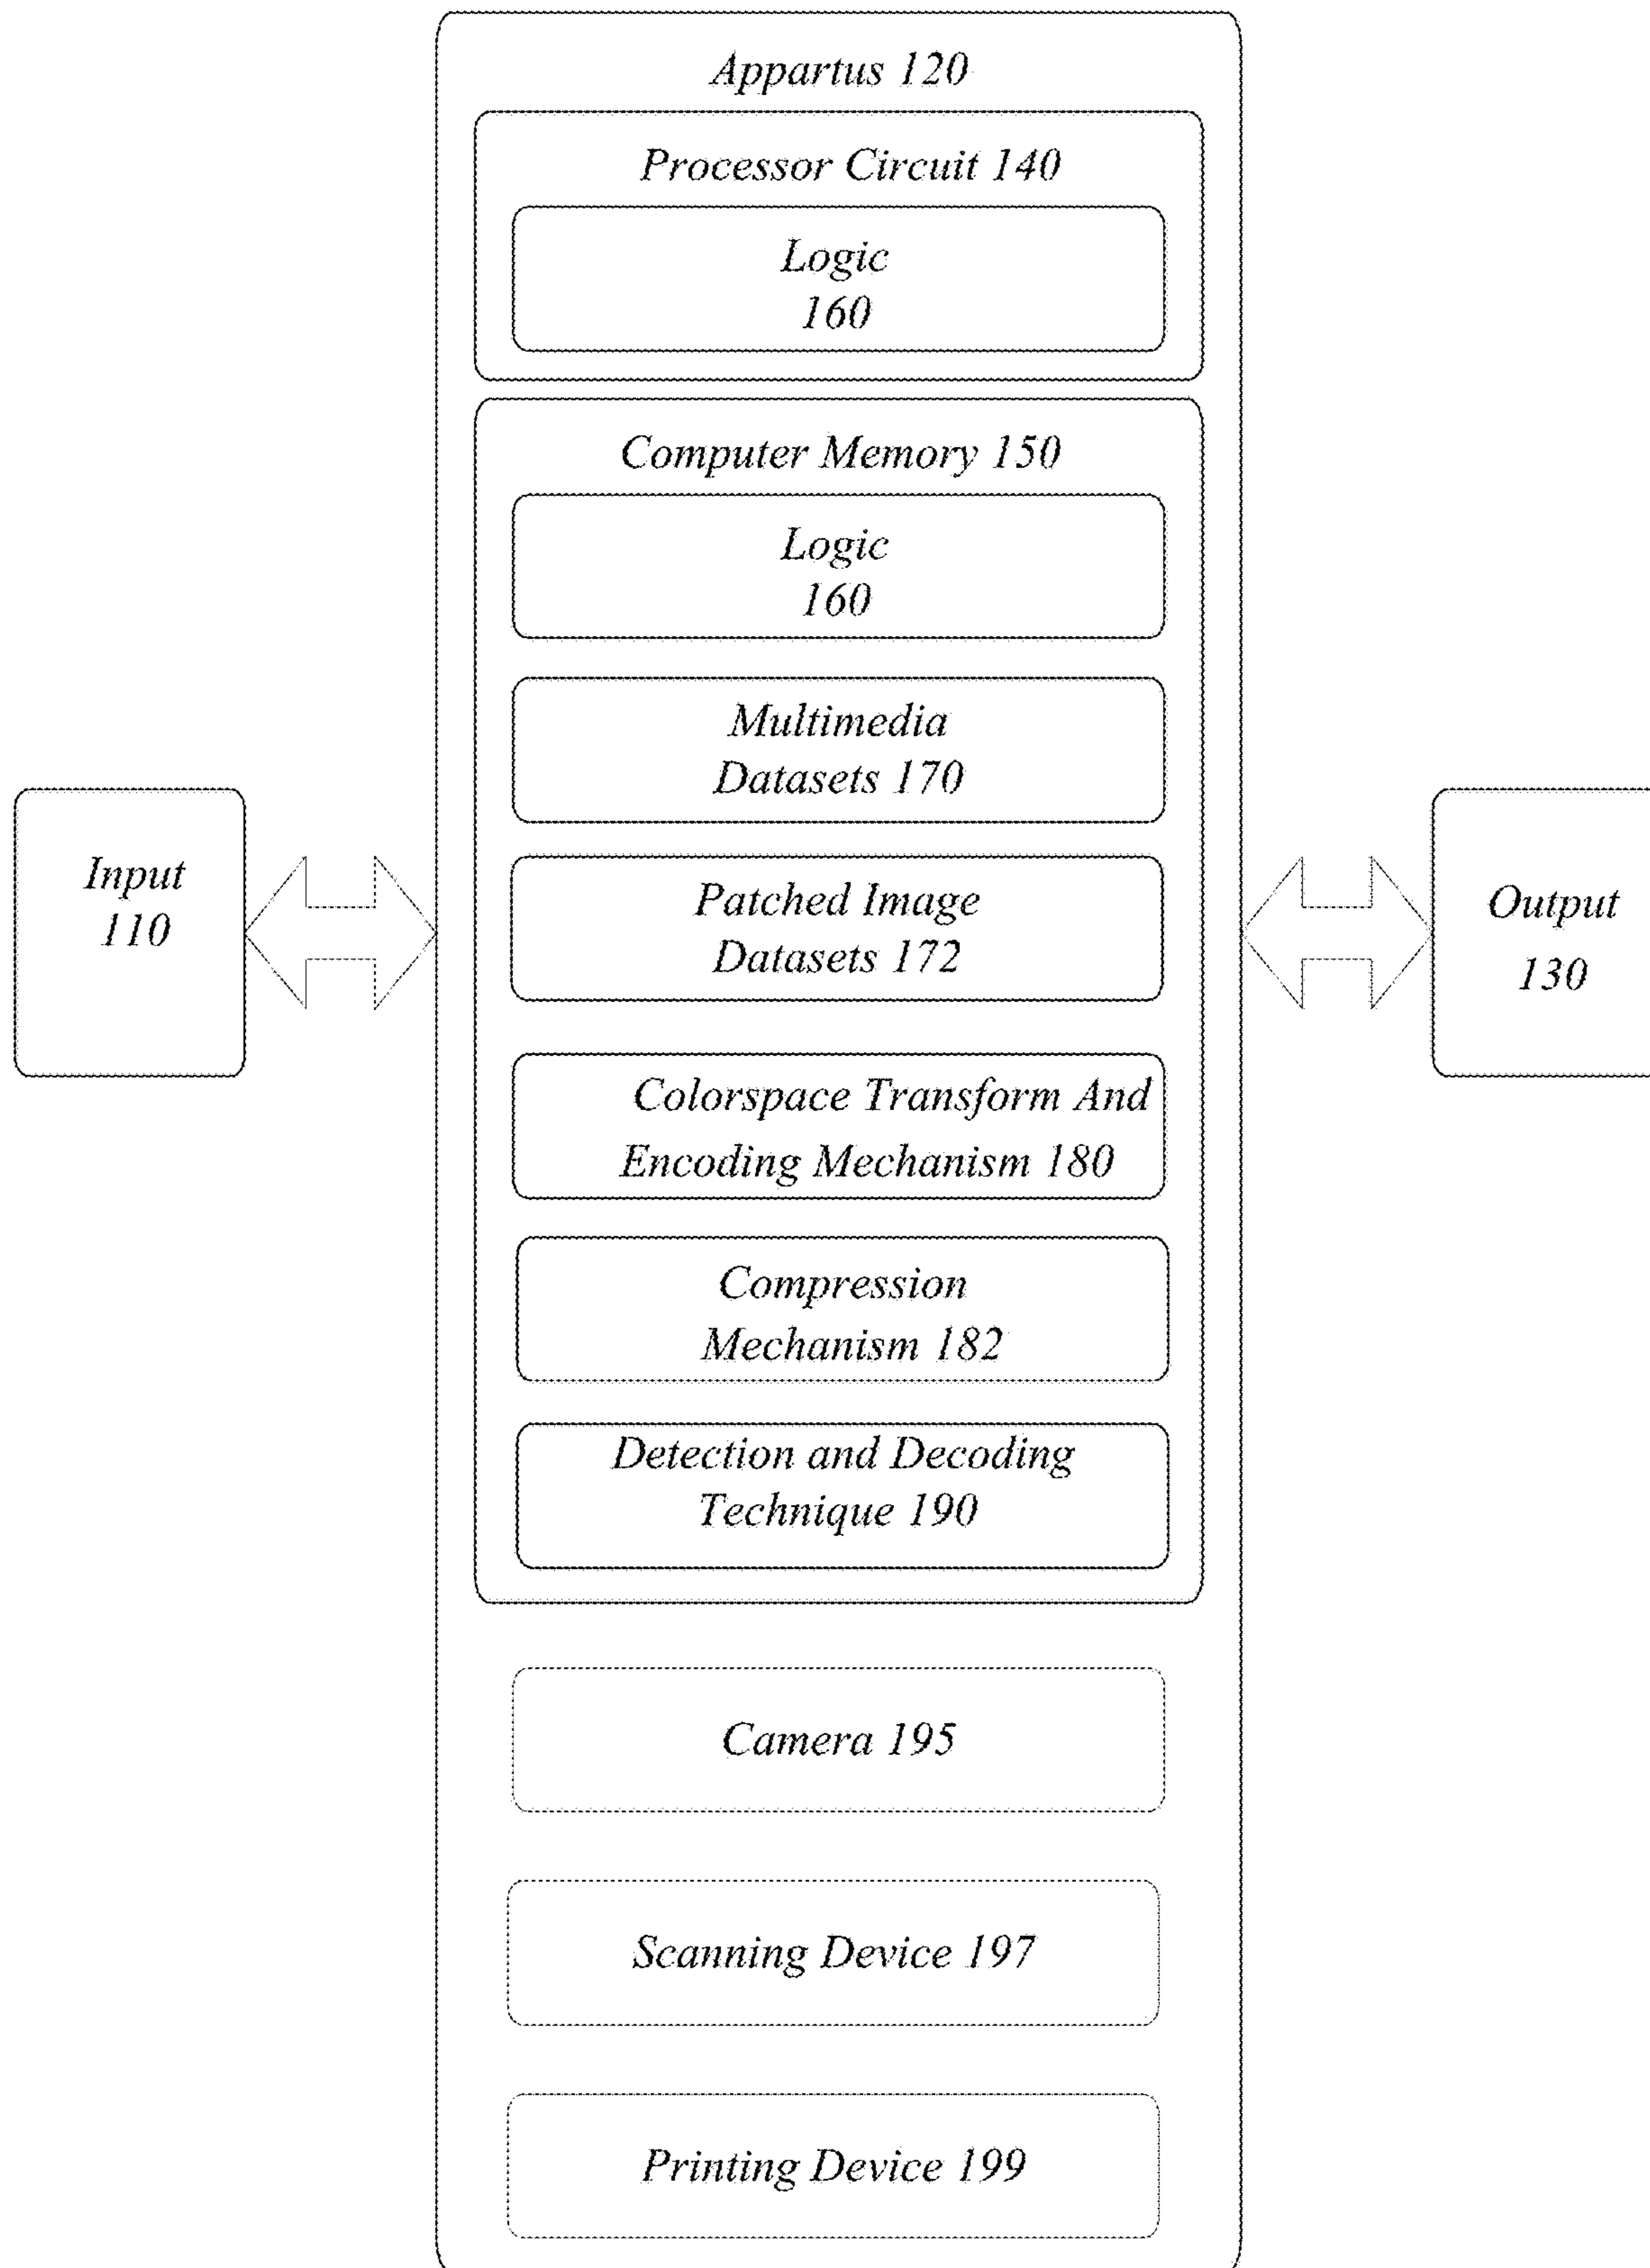 Appartus 120
Processor Circuit 140
Logic
160
Computer Memory 150
Logic
160
Multimedia
Datasets 170
Patched Image
Datasets 172
Colorspace Transform And
Encoding Mechanism 180
Compression
Mechanism 182
Detection and Decoding
Technique 190
Camera 195
Scanning Device 197
Printing Device 199
Input
110
Output
130